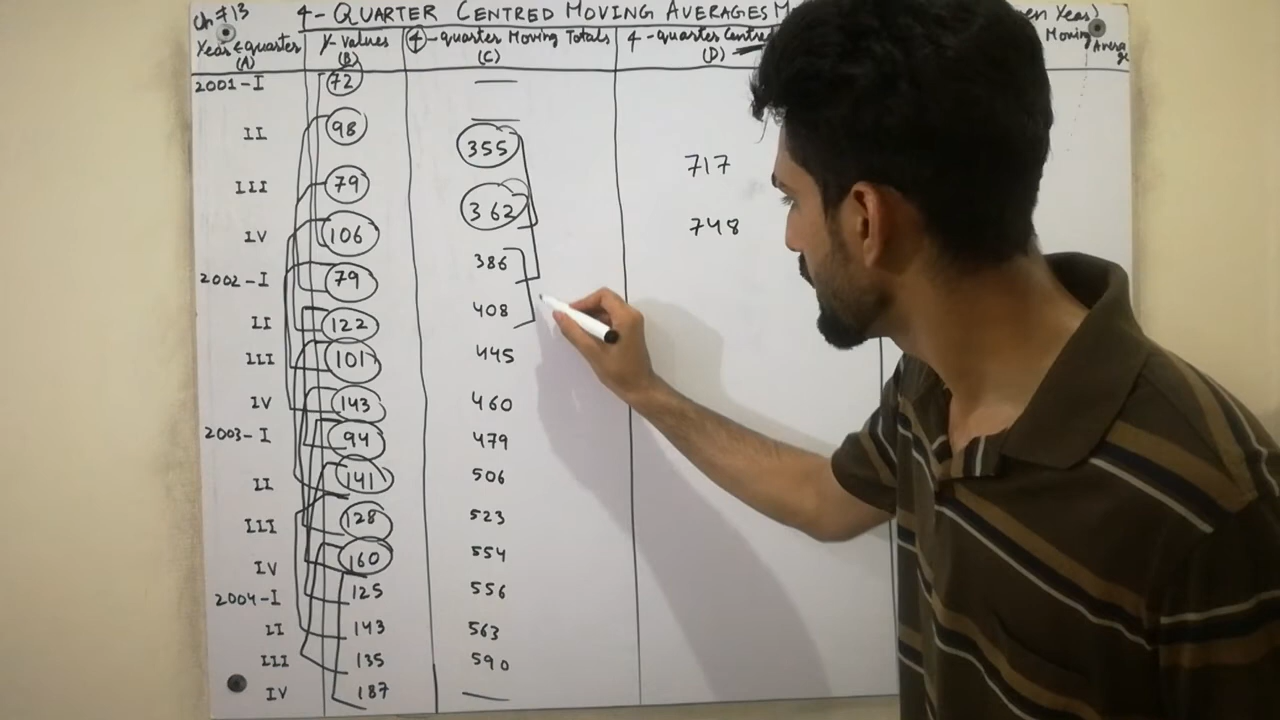 Ch # 13
4 - QUARTER CENTRED MOVING AVERAGES M
en Year)
Year & quarter (A)
Y-values (B)
4 - quarter Moving Totals (C)
4 - quarter Centred (D)
Moving Average
2001 - I 72 —
II 98 —
355
717
III 79
362
748
IV 106
386
2002 - I 79
408
II 122
III 101 445
IV 143 460
2003 - I 94 479
II 141 506
III 128 523
IV 160 554
2004 - I 125 556
II 143 563
III 135 590
IV 187 —